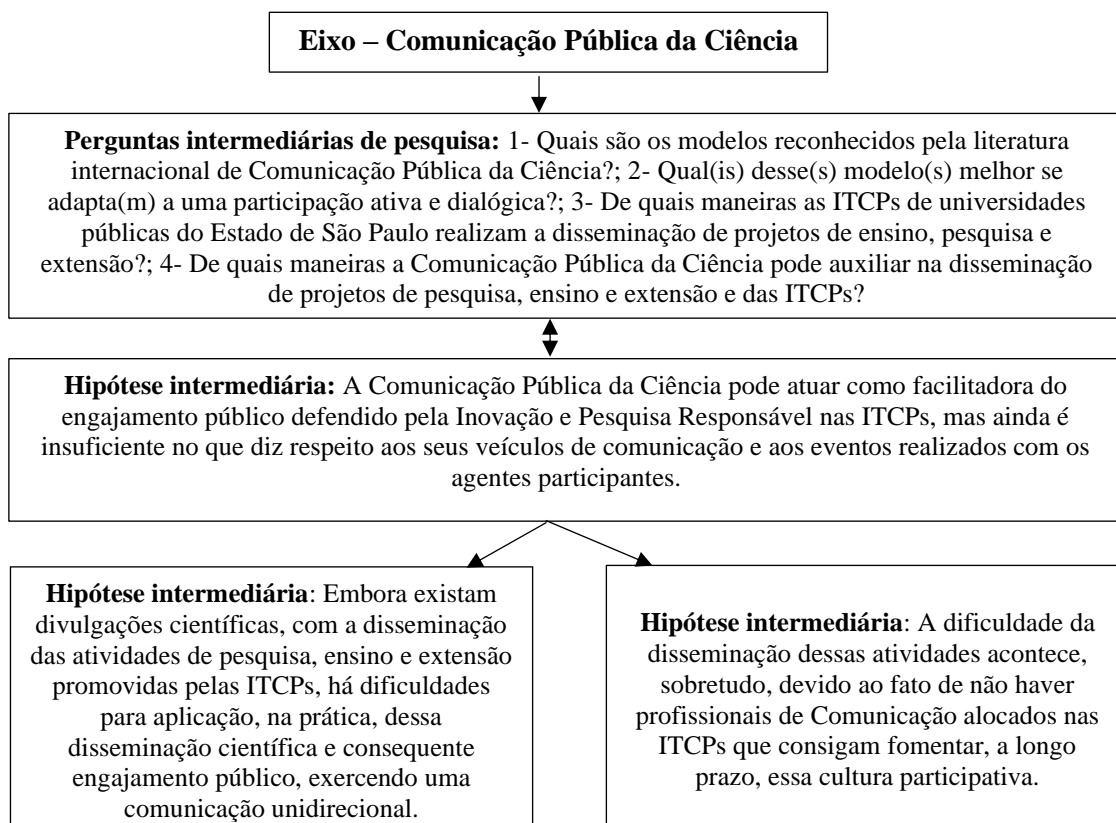 Eixo – Comunicação Pública da Ciência
Perguntas intermediárias de pesquisa: 1- Quais são os modelos reconhecidos pela literatura
internacional de Comunicação Pública da Ciência?; 2- Qual(is) desse(s) modelo(s) melhor se
adapta(m) a uma participação ativa e dialógica?; 3- De quais maneiras as ITCPs de universidades
públicas do Estado de São Paulo realizam a disseminação de projetos de ensino, pesquisa e
extensão?; 4- De quais maneiras a Comunicação Pública da Ciência pode auxiliar na disseminação
de projetos de pesquisa, ensino e extensão e das ITCPs?
Hipótese intermediária: A Comunicação Pública da Ciência pode atuar como facilitadora do
engajamento público defendido pela Inovação e Pesquisa Responsável nas ITCPs, mas ainda é
insuficiente no que diz respeito aos seus veículos de comunicação e aos eventos realizados com os
agentes participantes.
Hipótese intermediária: Embora existam
divulgações científicas, com a disseminação
das atividades de pesquisa, ensino e extensão
promovidas pelas ITCPs, há dificuldades
para aplicação, na prática, dessa
disseminação científica e consequente
engajamento público, exercendo uma
comunicação unidirecional.
Hipótese intermediária: A dificuldade da
disseminação dessas atividades acontece,
sobretudo, devido ao fato de não haver
profissionais de Comunicação alocados nas
ITCPs que consigam fomentar, a longo
prazo, essa cultura participativa.